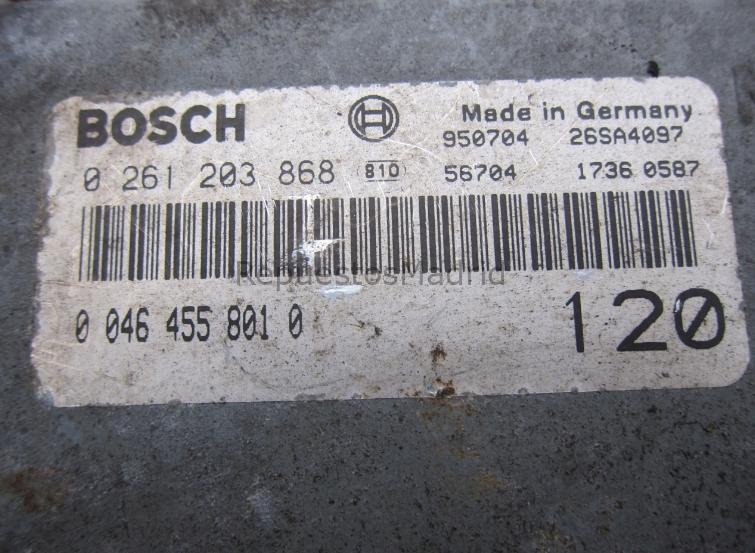 BOSCH
Made in Germany
950704 26SA4097
0 261 203 868 810 56704 1736 0587
RepuestosMadrid
0 046 455 801 0
120